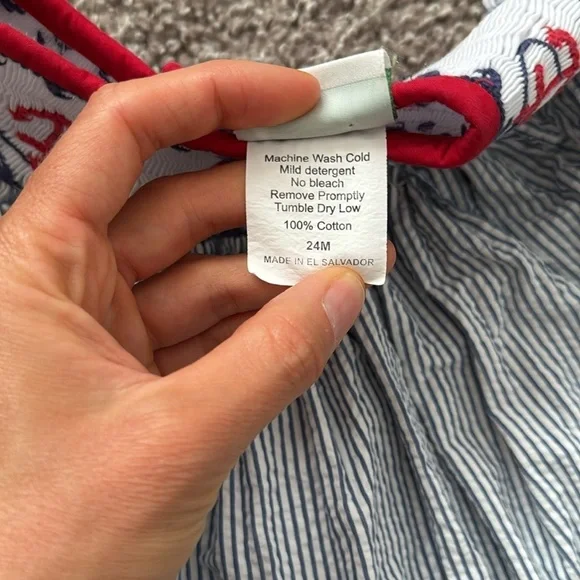 Machine Wash Cold
Mild detergent
No bleach
Remove Promptly
Tumble Dry Low
100% Cotton
24M
MADE IN EL SALVADOR